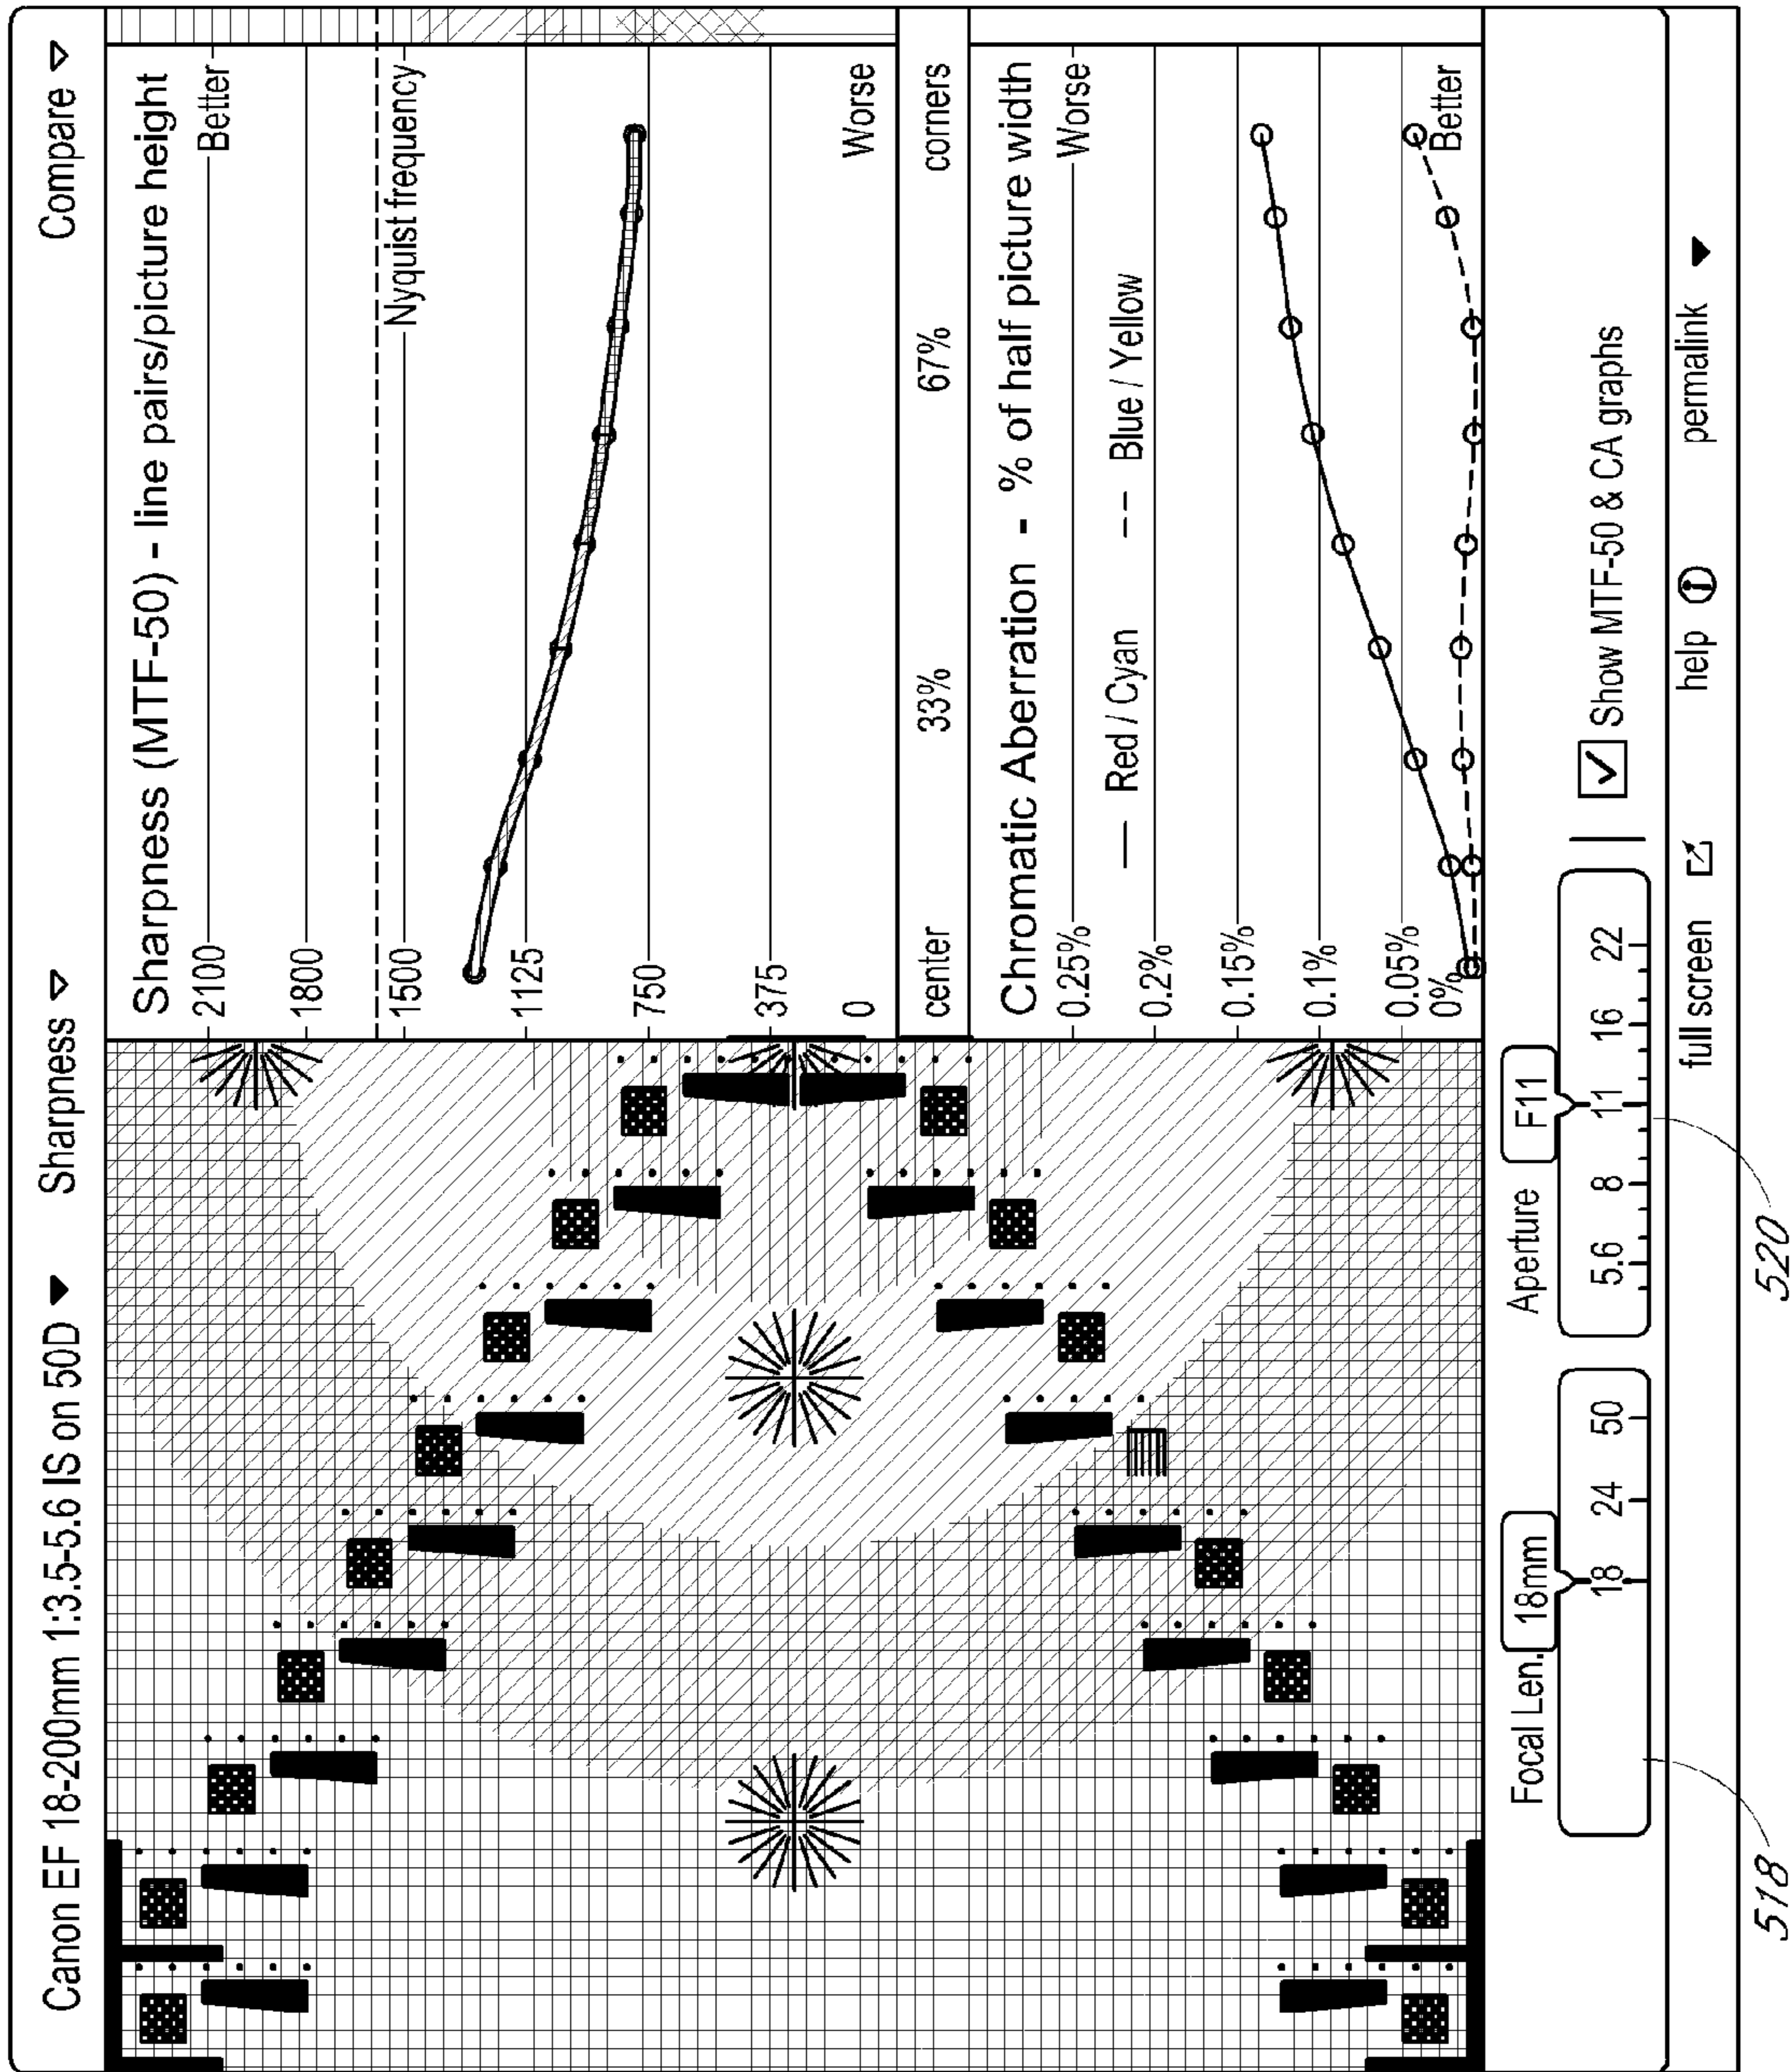 Canon EF 18-200mm 1:3.5-5.6 IS on 50D
Sharpness
Compare
Sharpness (MTF-50) - line pairs/picture height
2100
Better
1800
Nyquist frequency
1500
1125
750
375
0
Worse
center
33%
67%
corners
Chromatic Aberration - % of half picture width
0.25%
Worse
Red / Cyan
Blue / Yellow
0.2%
0.15%
0.1%
0.05%
0%
Better
Focal Len. 18mm
18 24 50
Aperture F11
5.6 8 11 16 22
Show MTF-50 & CA graphs
full screen
help i
permalink
518
520